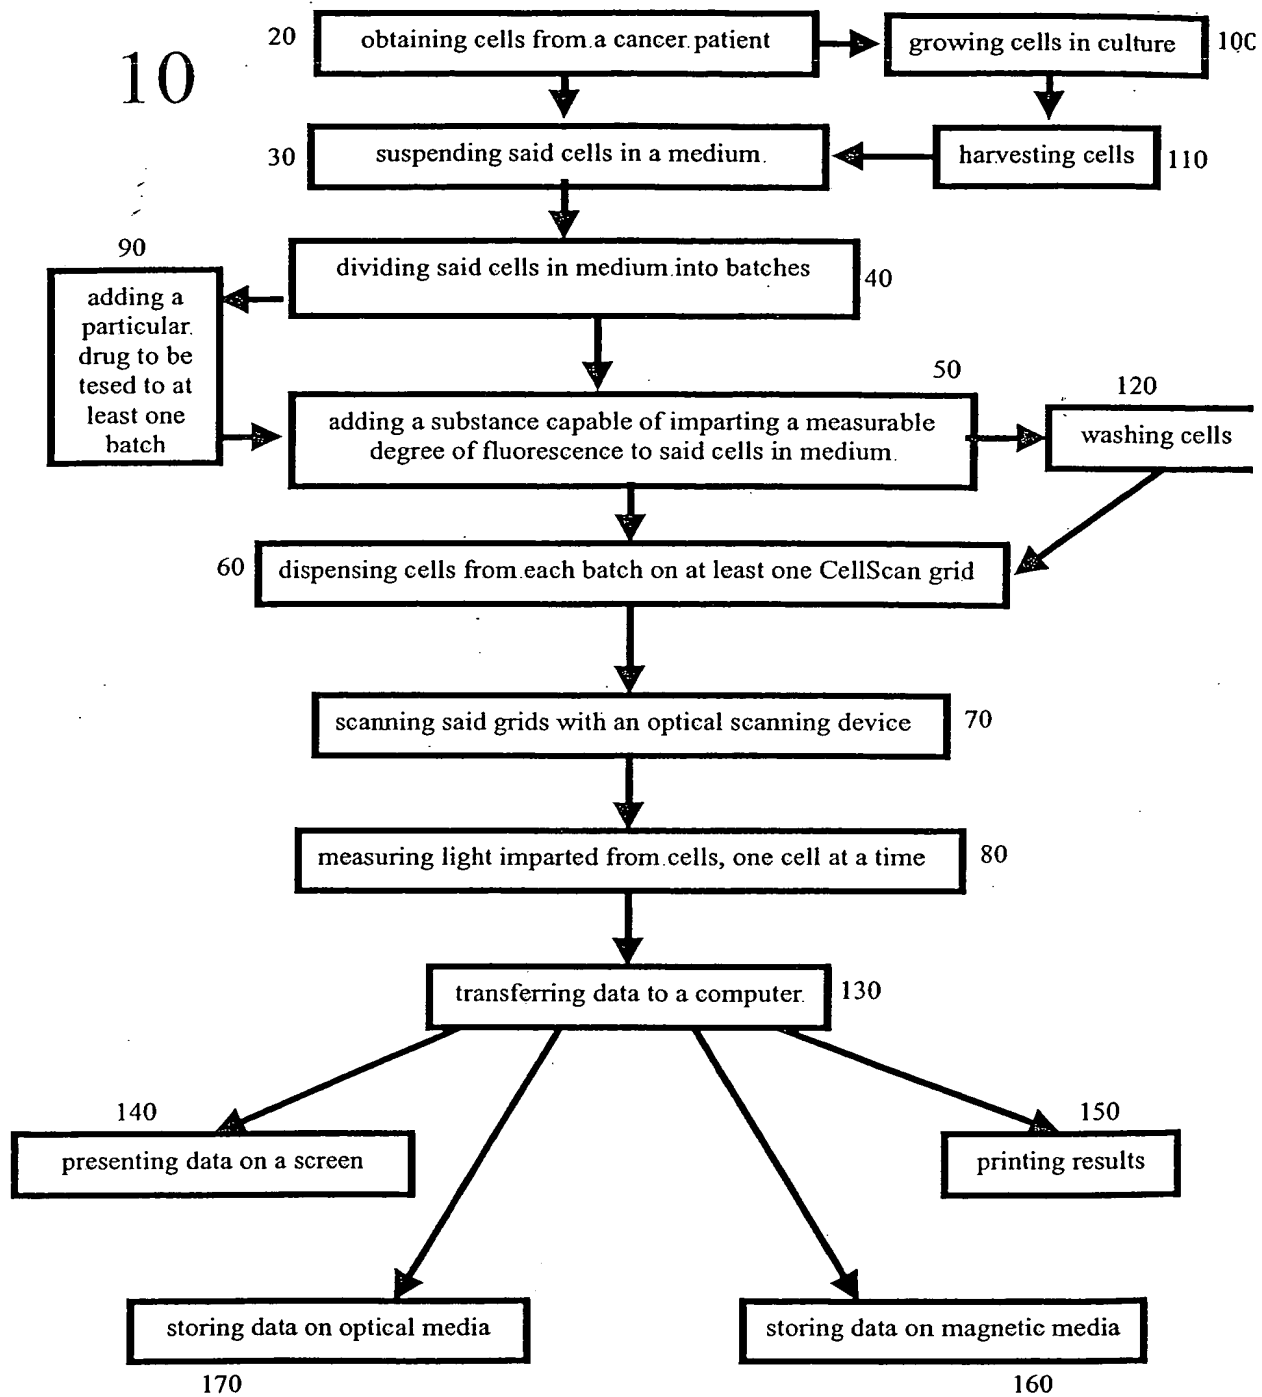 10
20
obtaining cells from a cancer patient
growing cells in culture
10C
30
suspending said cells in a medium.
harvesting cells
110
90
dividing said cells in medium into batches
40
adding a
particular
drug to be
tesed to at
least one
batch
50
adding a substance capable of imparting a measurable
degree of fluorescence to said cells in medium.
120
washing cells
60
dispensing cells from each batch on at least one CellScan grid
scanning said grids with an optical scanning device
70
measuring light imparted from cells, one cell at a time
80
transferring data to a computer.
130
140
presenting data on a screen
150
printing results
storing data on optical media
170
storing data on magnetic media
160